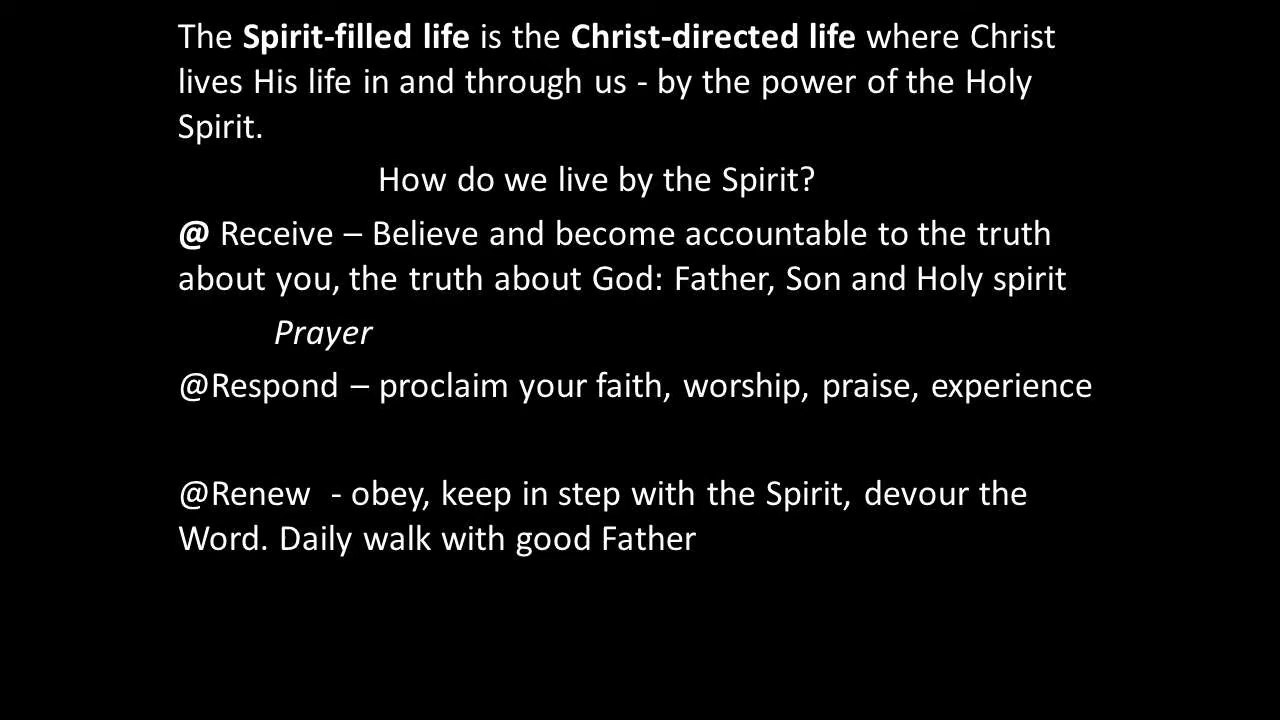 The Spirit-filled life is the Christ-directed life where Christ
lives His life in and through us - by the power of the Holy
Spirit.
How do we live by the Spirit?
@ Receive – Believe and become accountable to the truth
about you, the truth about God: Father, Son and Holy spirit
Prayer
@Respond – proclaim your faith, worship, praise, experience
@Renew  - obey, keep in step with the Spirit, devour the
Word. Daily walk with good Father